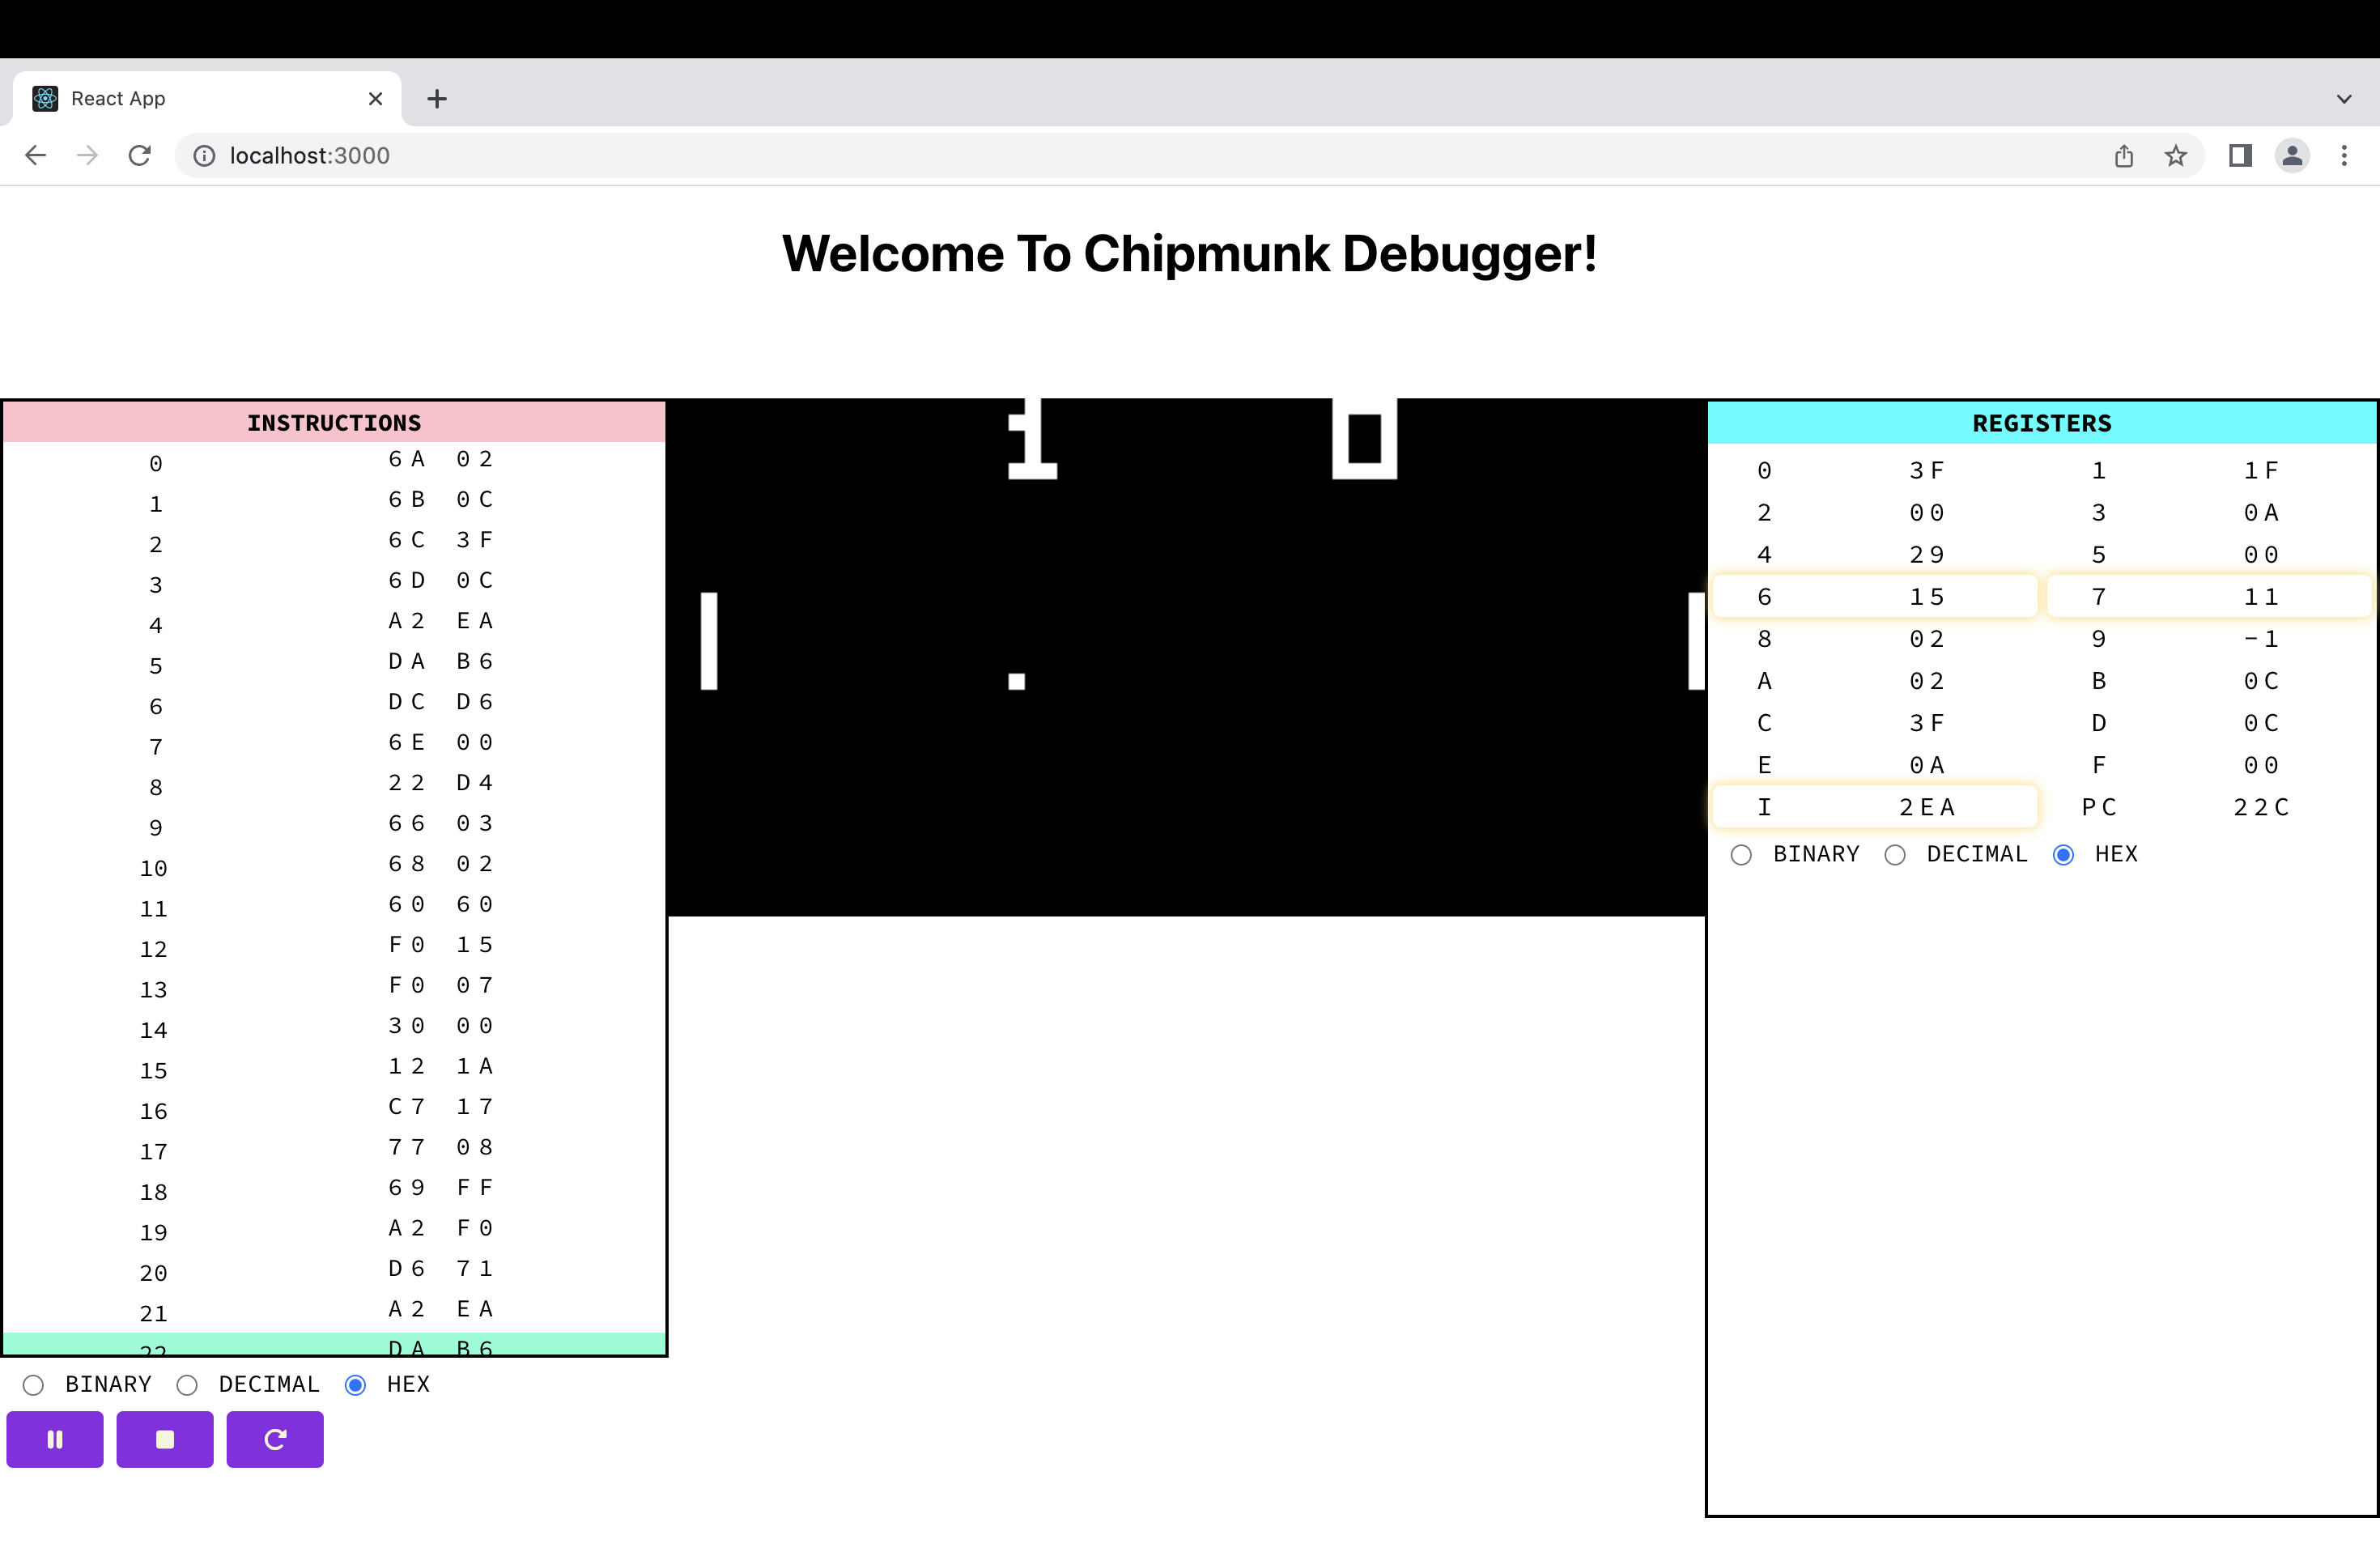 React App
localhost:3000
Welcome To Chipmunk Debugger!
INSTRUCTIONS
0 6A 02
1 6B 0C
2 6C 3F
3 6D 0C
4 A2 EA
5 DA B6
6 DC D6
7 6E 00
8 22 D4
9 66 03
10 68 02
11 60 60
12 F0 15
13 F0 07
14 30 00
15 12 1A
16 C7 17
17 77 08
18 69 FF
19 A2 F0
20 D6 71
21 A2 EA
22 DA B6
BINARY DECIMAL HEX
1 0
REGISTERS
0 3F 1 1F
2 00 3 0A
4 29 5 00
6 15 7 11
8 02 9 -1
A 02 B 0C
C 3F D 0C
E 0A F 00
I 2EA PC 22C
BINARY DECIMAL HEX